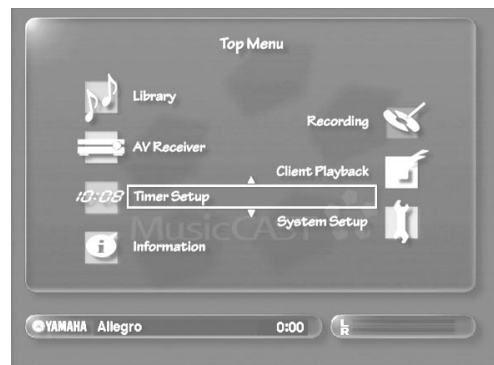 Top Menu
Library
Recording
AV Receiver
Client Playback
10:08 Timer Setup
System Setup
MusicCAST
Information
YAMAHA Allegro 0:00 L
R